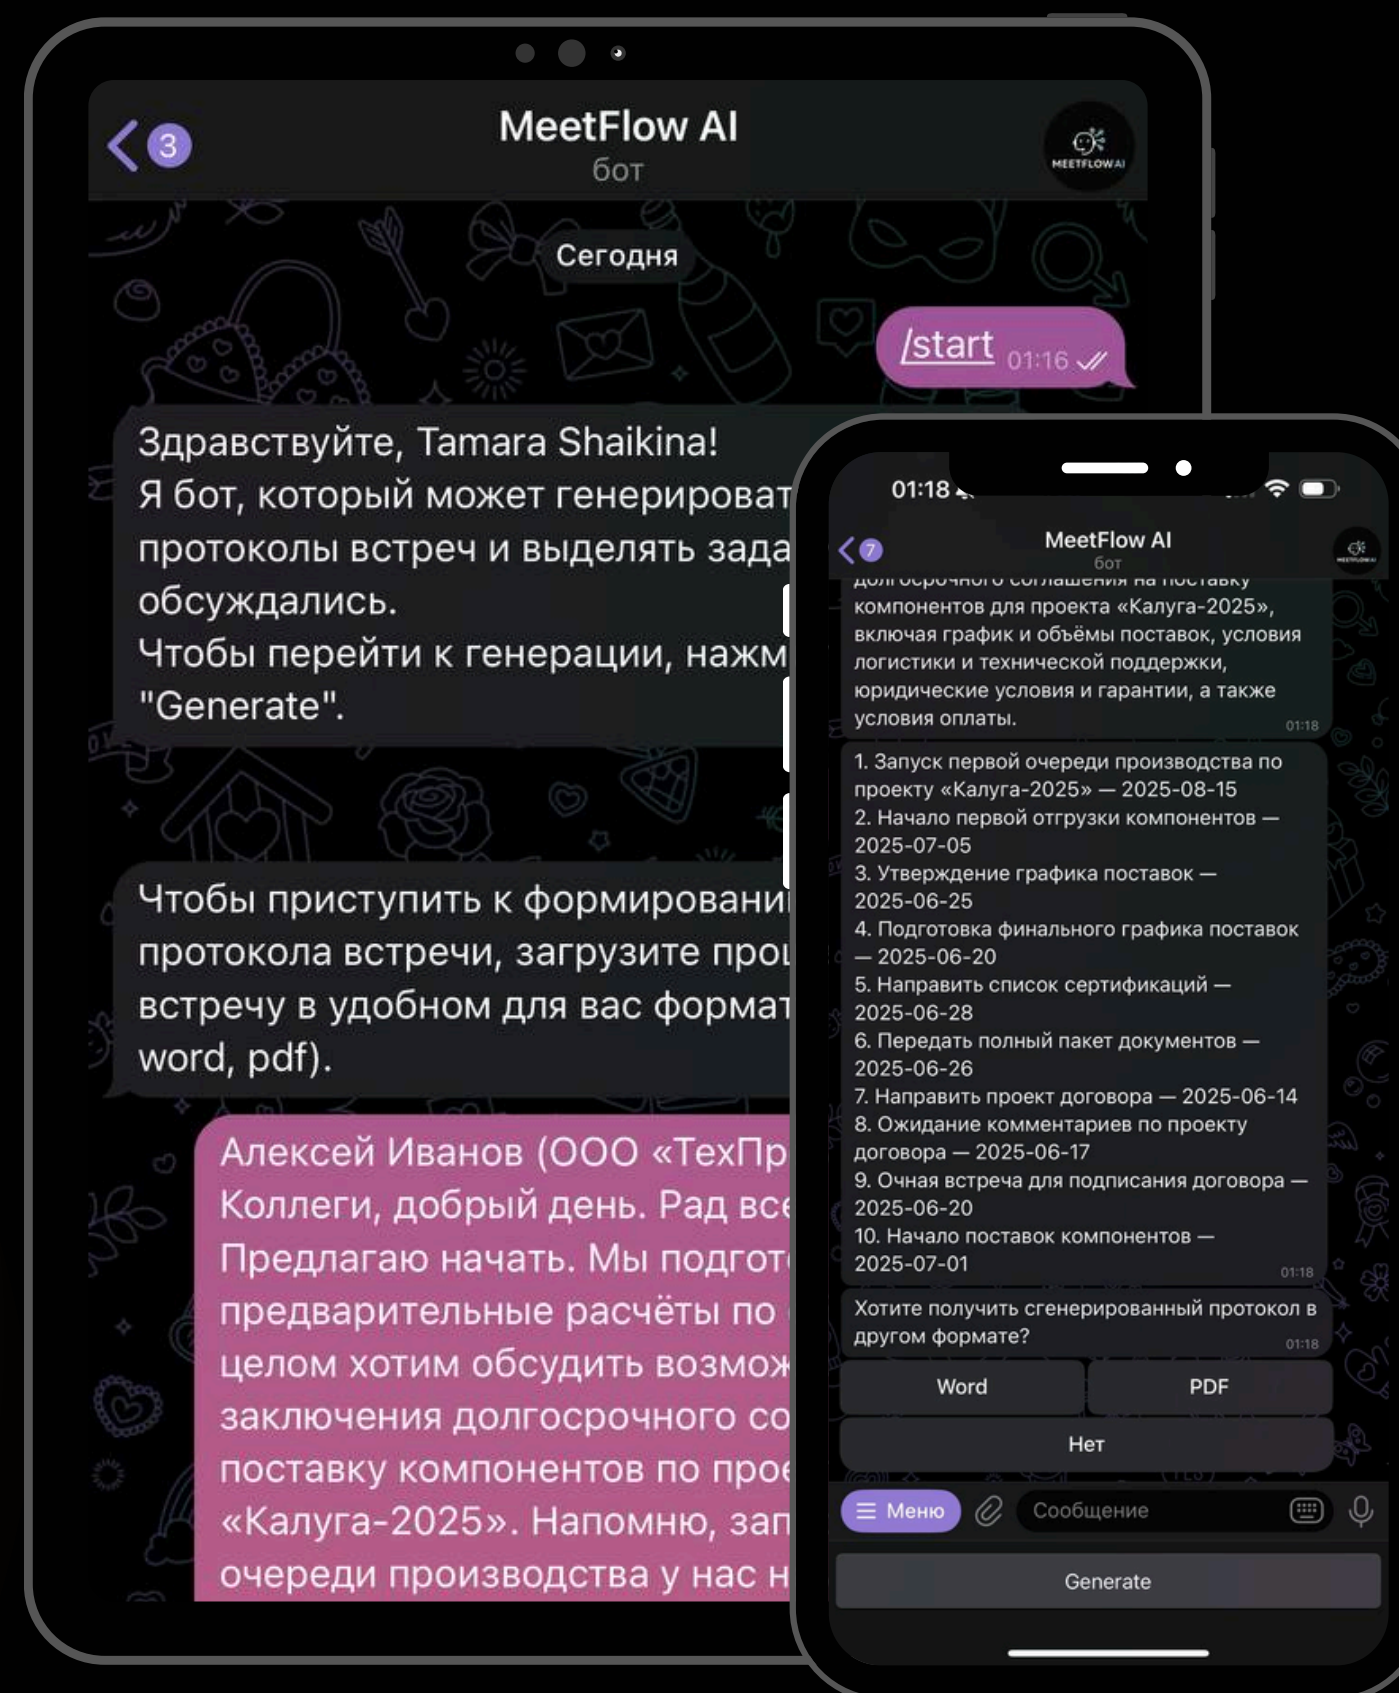 3
MeetFlow AI
бот
MEETFLOWAI
Сегодня
/start 01:16
Здравствуйте, Tamara Shaikina!
Я бот, который может генерироват
протоколы встреч и выделять зада
обсуждались.
Чтобы перейти к генерации, нажм
"Generate".
Чтобы приступить к формировани
протокола встречи, загрузите про
встречу в удобном для вас формат
word, pdf).
Алексей Иванов (ООО «ТехПр
Коллеги, добрый день. Рад все
Предлагаю начать. Мы подгот
предварительные расчёты по
целом хотим обсудить возмож
заключения долгосрочного со
поставку компонентов по прое
«Калуга-2025». Напомню, зап
очереди производства у нас н
01:18
7
MeetFlow AI
бот
MEETFLOWAI
долгосрочного соглашения на поставку
компонентов для проекта «Калуга-2025»,
включая график и объёмы поставок, условия
логистики и технической поддержки,
юридические условия и гарантии, а также
условия оплаты.
01:18
1. Запуск первой очереди производства по
проекту «Калуга-2025» — 2025-08-15
2. Начало первой отгрузки компонентов —
2025-07-05
3. Утверждение графика поставок —
2025-06-25
4. Подготовка финального графика поставок
— 2025-06-20
5. Направить список сертификаций —
2025-06-28
6. Передать полный пакет документов —
2025-06-26
7. Направить проект договора — 2025-06-14
8. Ожидание комментариев по проекту
договора — 2025-06-17
9. Очная встреча для подписания договора —
2025-06-20
10. Начало поставок компонентов —
2025-07-01
01:18
Хотите получить сгенерированный протокол в
другом формате?
01:18
Word
PDF
Нет
Меню
Сообщение
Generate